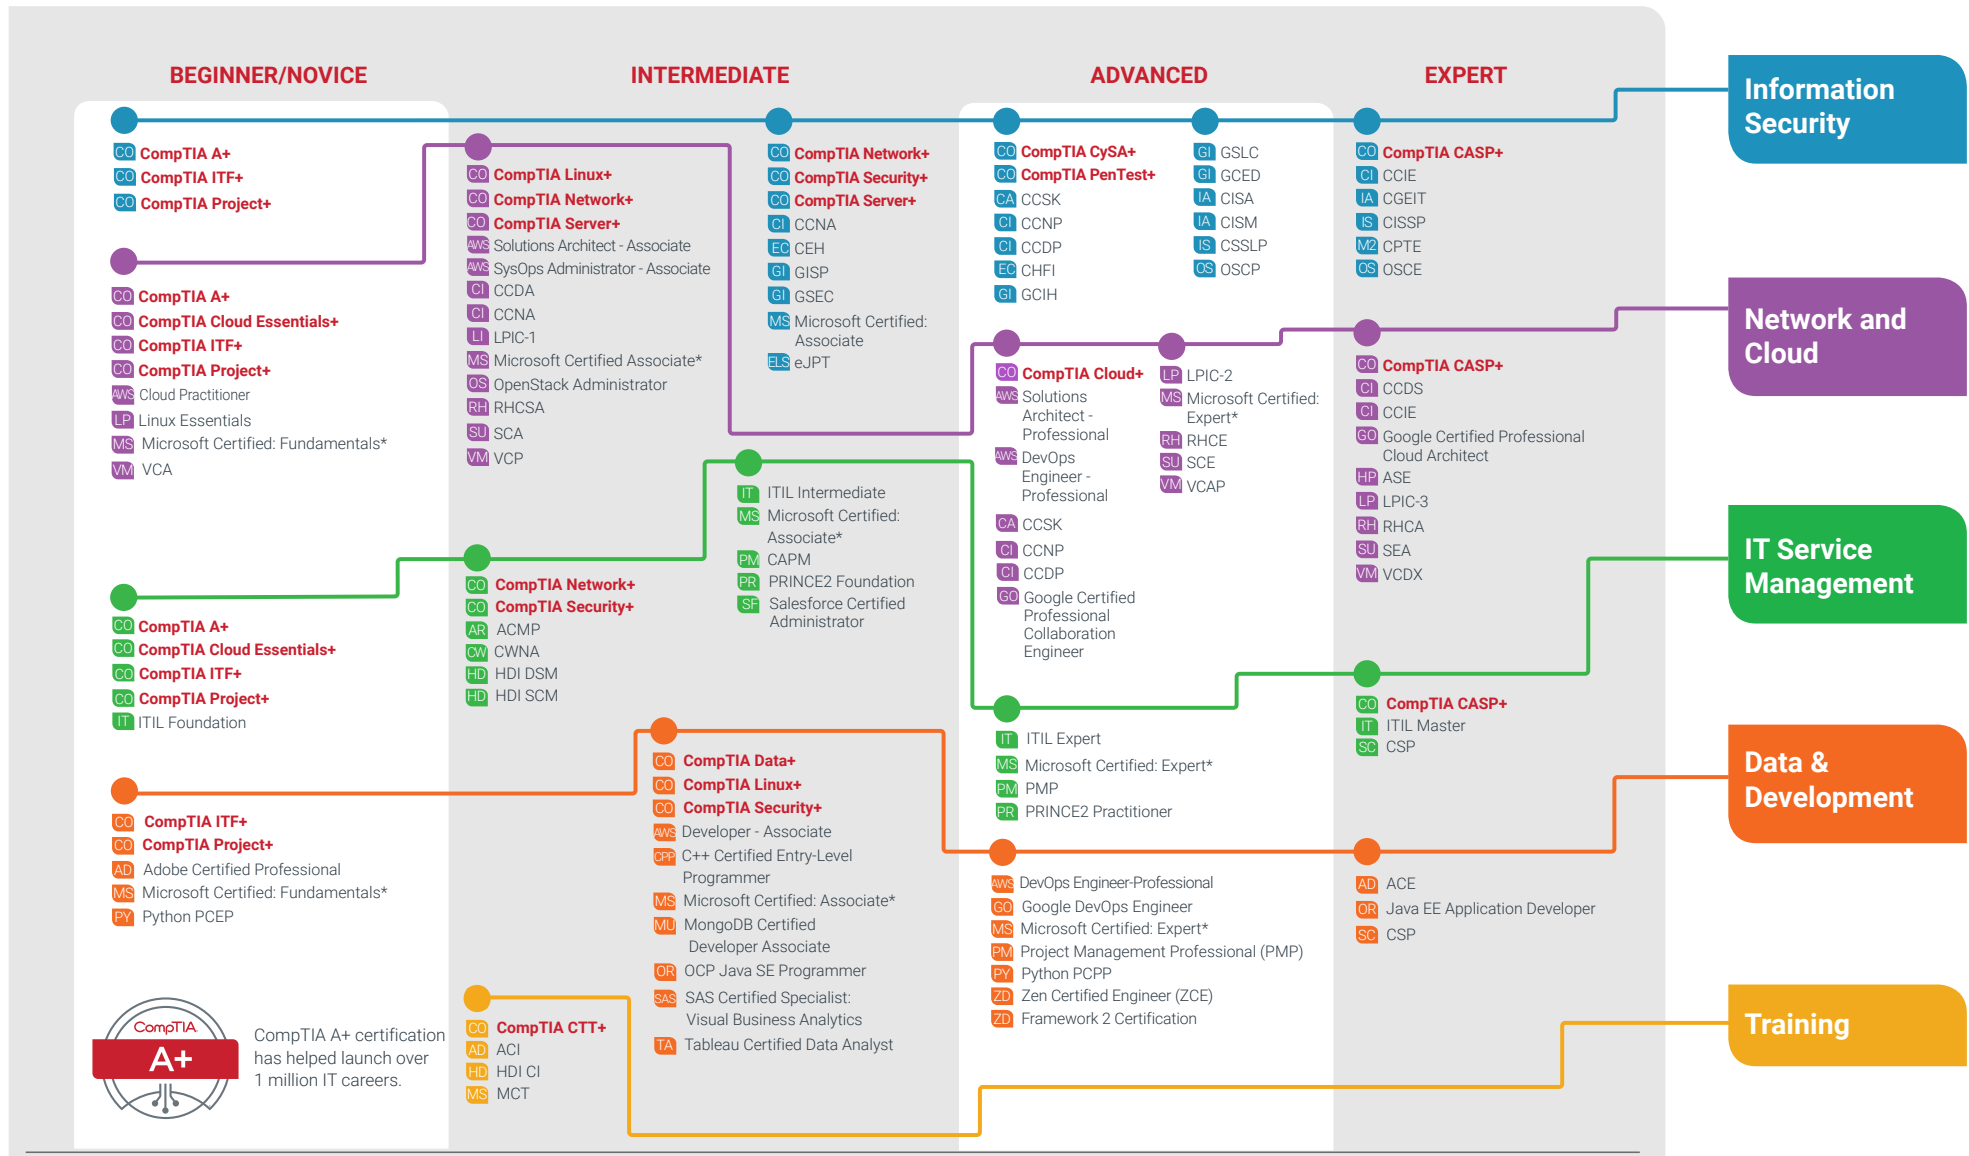 BEGINNER/NOVICE
INTERMEDIATE
ADVANCED
EXPERT
Information
Security
CO CompTIA A+
CO CompTIA ITF+
CO CompTIA Project+
CO CompTIA Network+
CO CompTIA Security+
CO CompTIA Server+
CI CCNA
EC CEH
GI GISP
GI GSEC
MS Microsoft Certified:
Associate
ELS eJPT
CO CompTIA CySA+
CO CompTIA PenTest+
CA CCSK
CI CCNP
CI CCDP
EC CHFI
GI GCIH
GI GSLC
GI GCED
IA CISA
IA CISM
IS CSSLP
OS OSCP
CO CompTIA CASP+
CI CCIE
IA CGEIT
IS CISSP
M2 CPTE
OS OSCE
Network and
Cloud
CO CompTIA A+
CO CompTIA Cloud Essentials+
CO CompTIA ITF+
CO CompTIA Project+
AWS Cloud Practitioner
LP Linux Essentials
MS Microsoft Certified: Fundamentals*
VM VCA
CO CompTIA Linux+
CO CompTIA Network+
CO CompTIA Server+
AWS Solutions Architect - Associate
AWS SysOps Administrator - Associate
CI CCDA
CI CCNA
LI LPIC-1
MS Microsoft Certified Associate*
OS OpenStack Administrator
RH RHCSA
SU SCA
VM VCP
CO CompTIA Cloud+
AWS Solutions
Architect -
Professional
AWS DevOps
Engineer -
Professional
CA CCSK
CI CCNP
CI CCDP
GO Google Certified
Professional
Collaboration
Engineer
LP LPIC-2
MS Microsoft Certified:
Expert*
RH RHCE
SU SCE
VM VCAP
CO CompTIA CASP+
CI CCDS
CI CCIE
GO Google Certified Professional
Cloud Architect
HP ASE
LP LPIC-3
RH RHCA
SU SEA
VM VCDX
IT Service
Management
CO CompTIA A+
CO CompTIA Cloud Essentials+
CO CompTIA ITF+
CO CompTIA Project+
IT ITIL Foundation
CO CompTIA Network+
CO CompTIA Security+
AR ACMP
CW CWNA
HD HDI DSM
HD HDI SCM
IT ITIL Intermediate
MS Microsoft Certified:
Associate*
PM CAPM
PR PRINCE2 Foundation
SF Salesforce Certified
Administrator
IT ITIL Expert
MS Microsoft Certified: Expert*
PM PMP
PR PRINCE2 Practitioner
CO CompTIA CASP+
IT ITIL Master
SC CSP
Data &
Development
CO CompTIA ITF+
CO CompTIA Project+
AD Adobe Certified Professional
MS Microsoft Certified: Fundamentals*
PY Python PCEP
CO CompTIA Data+
CO CompTIA Linux+
CO CompTIA Security+
AWS Developer - Associate
CPP C++ Certified Entry-Level
Programmer
MS Microsoft Certified: Associate*
MU MongoDB Certified
Developer Associate
OR OCP Java SE Programmer
SAS SAS Certified Specialist:
Visual Business Analytics
TA Tableau Certified Data Analyst
AWS DevOps Engineer-Professional
GO Google DevOps Engineer
MS Microsoft Certified: Expert*
PM Project Management Professional (PMP)
PY Python PCPP
ZD Zen Certified Engineer (ZCE)
ZD Framework 2 Certification
AD ACE
OR Java EE Application Developer
SC CSP
Training
CO CompTIA CTT+
AD ACI
HD HDI CI
MS MCT
CompTIA.
A+
CompTIA A+ certification
has helped launch over
1 million IT careers.